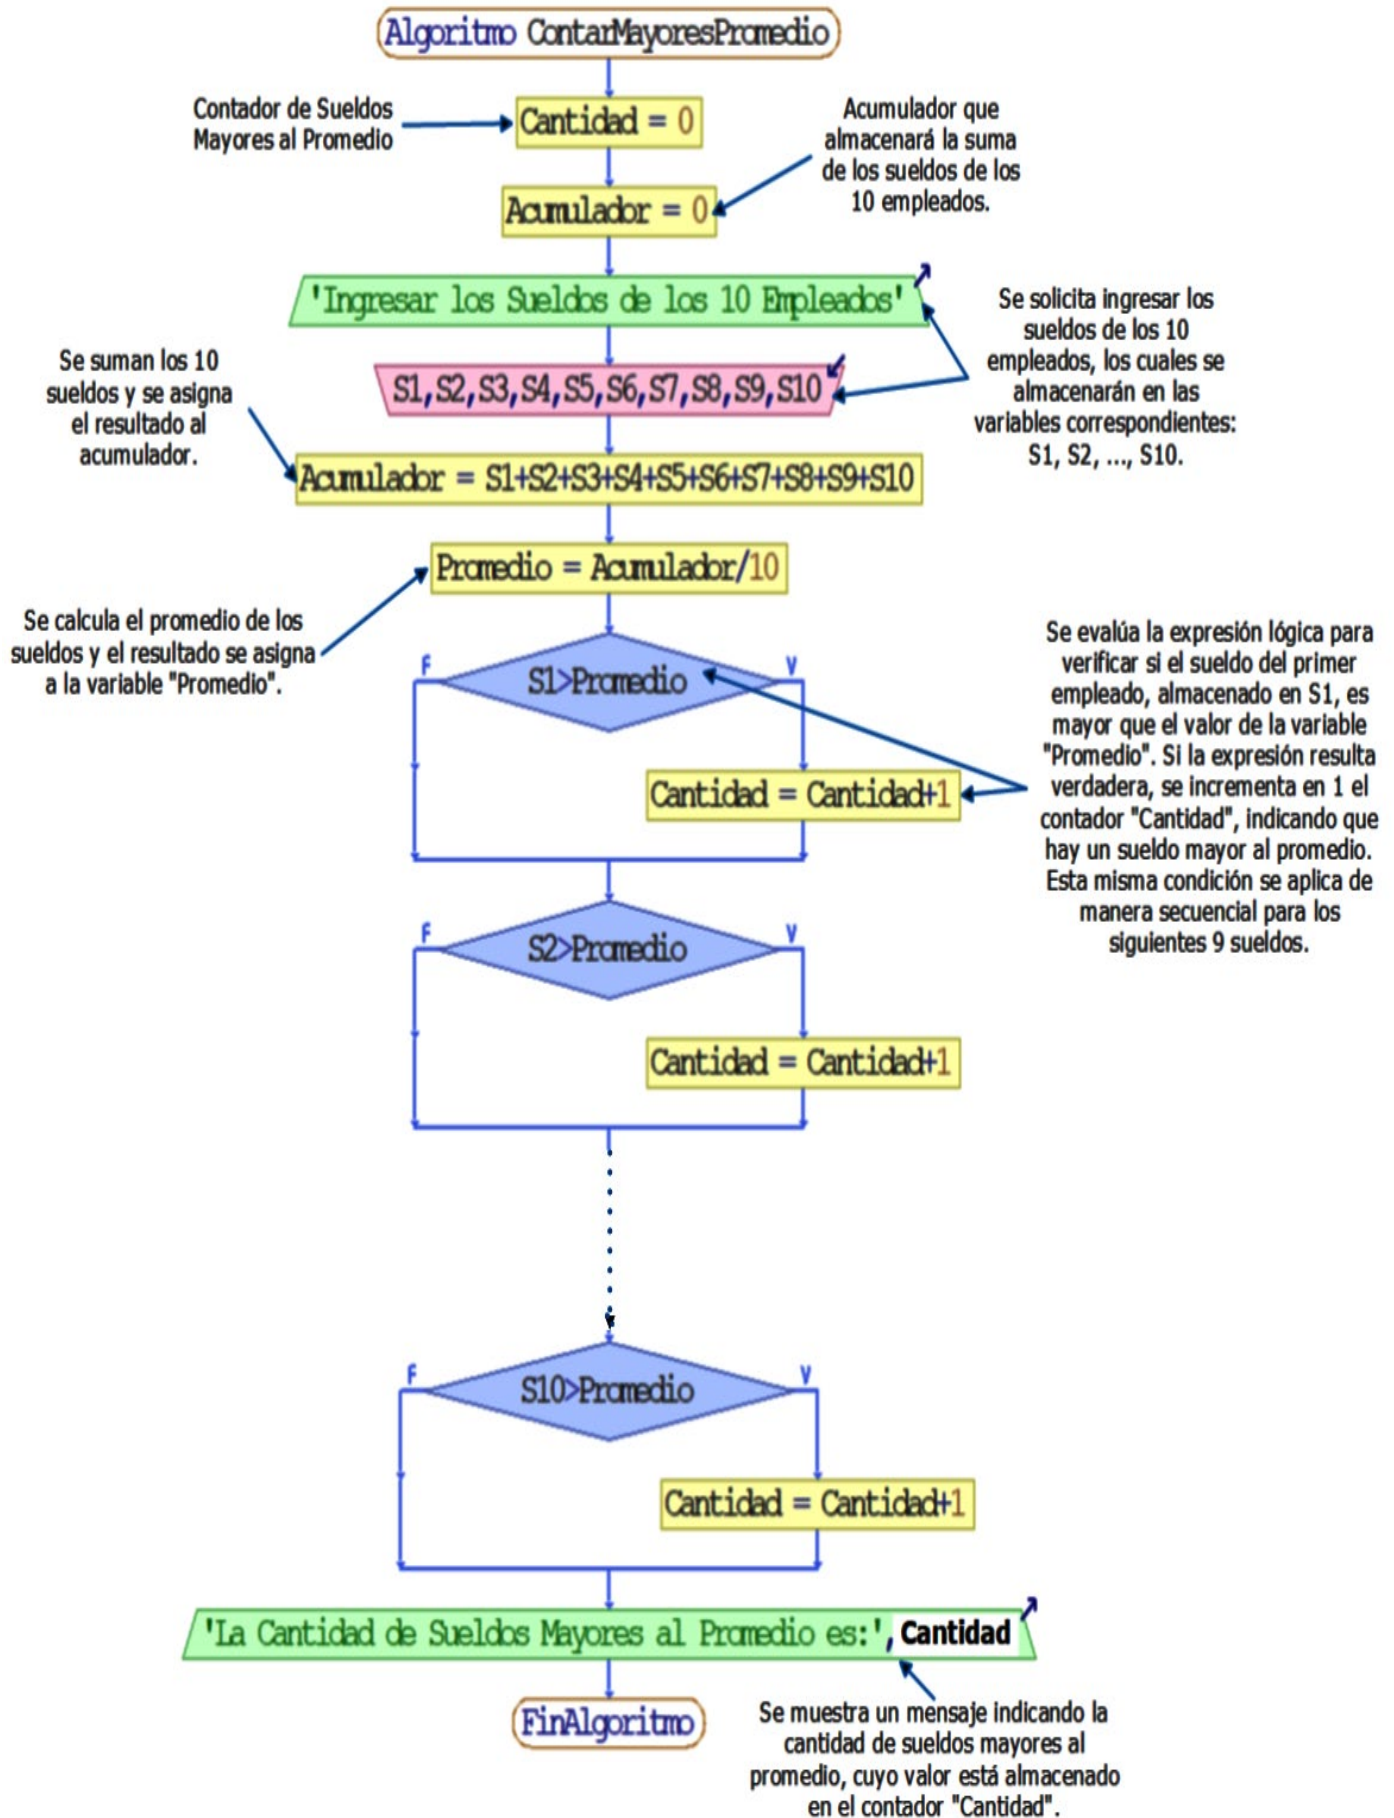 Algoritmo ContarMayoresPromedio
Contador de Sueldos
Mayores al Promedio
Cantidad = 0
Acumulador que
almacenará la suma
de los sueldos de los
10 empleados.
Acumulador = 0
'Ingresar los Sueldos de los 10 Empleados'
Se solicita ingresar los
sueldos de los 10
empleados, los cuales se
almacenarán en las
variables correspondientes:
S1, S2, ..., S10.
S1,S2,S3,S4,S5,S6,S7,S8,S9,S10
Se suman los 10
sueldos y se asigna
el resultado al
acumulador.
Acumulador = S1+S2+S3+S4+S5+S6+S7+S8+S9+S10
Promedio = Acumulador/10
Se calcula el promedio de los
sueldos y el resultado se asigna
a la variable "Promedio".
F
S1>Promedio
V
Se evalúa la expresión lógica para
verificar si el sueldo del primer
empleado, almacenado en S1, es
mayor que el valor de la variable
"Promedio". Si la expresión resulta
verdadera, se incrementa en 1 el
contador "Cantidad", indicando que
hay un sueldo mayor al promedio.
Esta misma condición se aplica de
manera secuencial para los
siguientes 9 sueldos.
Cantidad = Cantidad+1
F
S2>Promedio
V
Cantidad = Cantidad+1
F
S10>Promedio
V
Cantidad = Cantidad+1
'La Cantidad de Sueldos Mayores al Promedio es:', Cantidad
FinAlgoritmo
Se muestra un mensaje indicando la
cantidad de sueldos mayores al
promedio, cuyo valor está almacenado
en el contador "Cantidad".